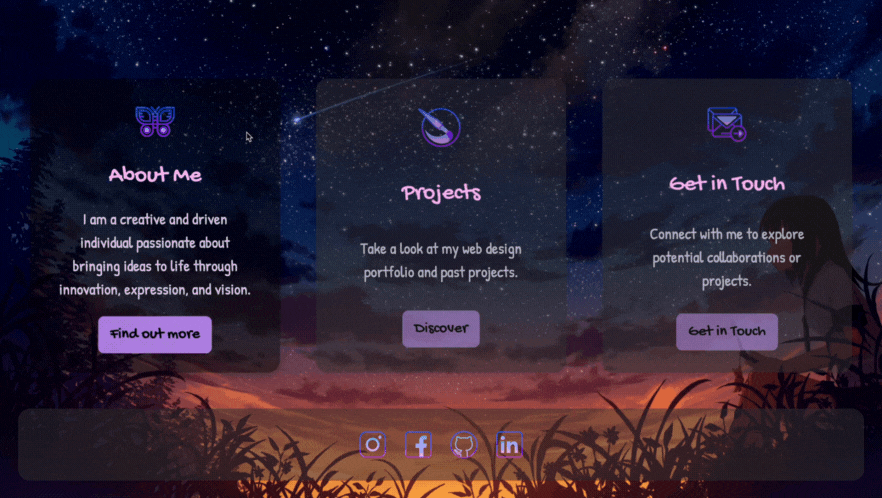 About Me
I am a creative and driven
individual passionate about
bringing ideas to life through
innovation, expression, and vision.
Find out more
Projects
Take a look at my web design
portfolio and past projects.
Discover
Get in Touch
Connect with me to explore
potential collaborations or
projects.
Get in Touch